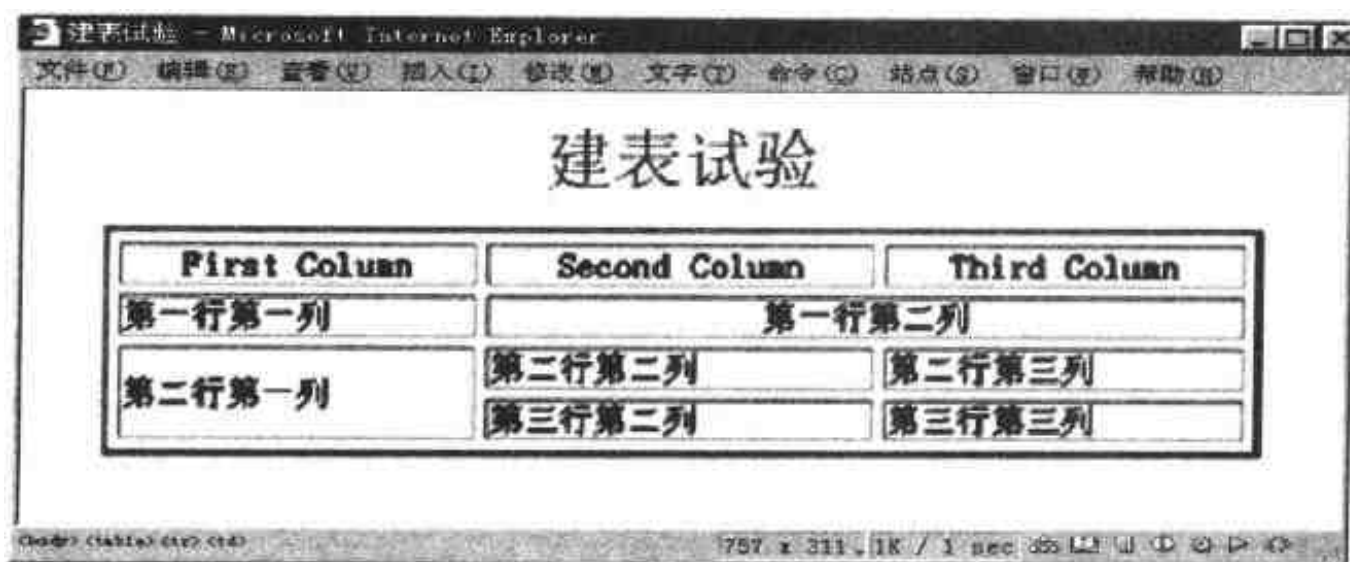 建表试验 - Microsoft Internet Explorer
文件(F) 编辑(E) 查看(V) 插入(I) 修改(M) 文字(T) 命令(C) 站点(S) 窗口(W) 帮助(H)
建表试验
First Column Second Column Third Column
第一行第一列 第一行第二列
第二行第一列 第二行第二列 第二行第三列
第三行第二列 第三行第三列
<body> <table> <tr> <td> 757 x 311 . 1K / 1 sec